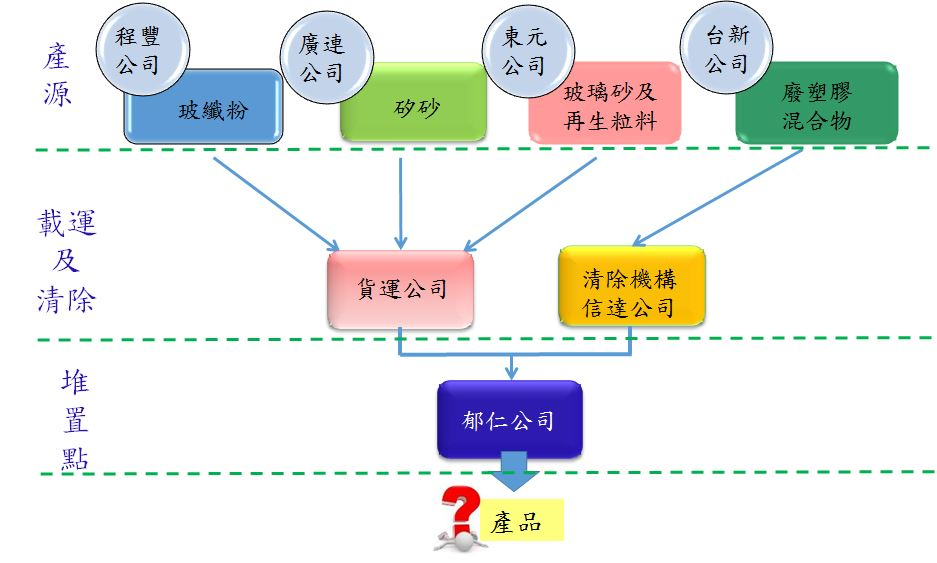 產
源
程豐
公司
玻纖粉
廣連
公司
矽砂
東元
公司
玻璃砂及
再生粒料
台新
公司
廢塑膠
混合物
載運
及
清除
貨運公司
清除機構
信達公司
堆
置
點
郁仁公司
?
產品